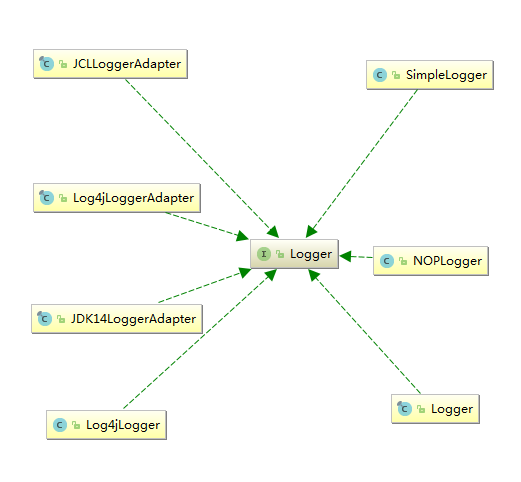 C JCLLoggerAdapter
C SimpleLogger
C Log4jLoggerAdapter
I Logger
C NOPLogger
C JDK14LoggerAdapter
C Logger
C Log4jLogger